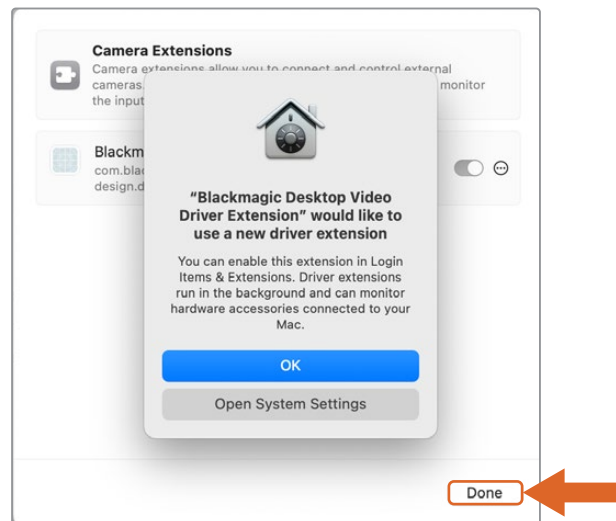 Camera Extensions
Camera extensions allow you to connect and control external
cameras
monitor
the input
Blackm
com.blac
design.d
“Blackmagic Desktop Video
Driver Extension” would like to
use a new driver extension
You can enable this extension in Login
Items & Extensions. Driver extensions
run in the background and can monitor
hardware accessories connected to your
Mac.
OK
Open System Settings
Done